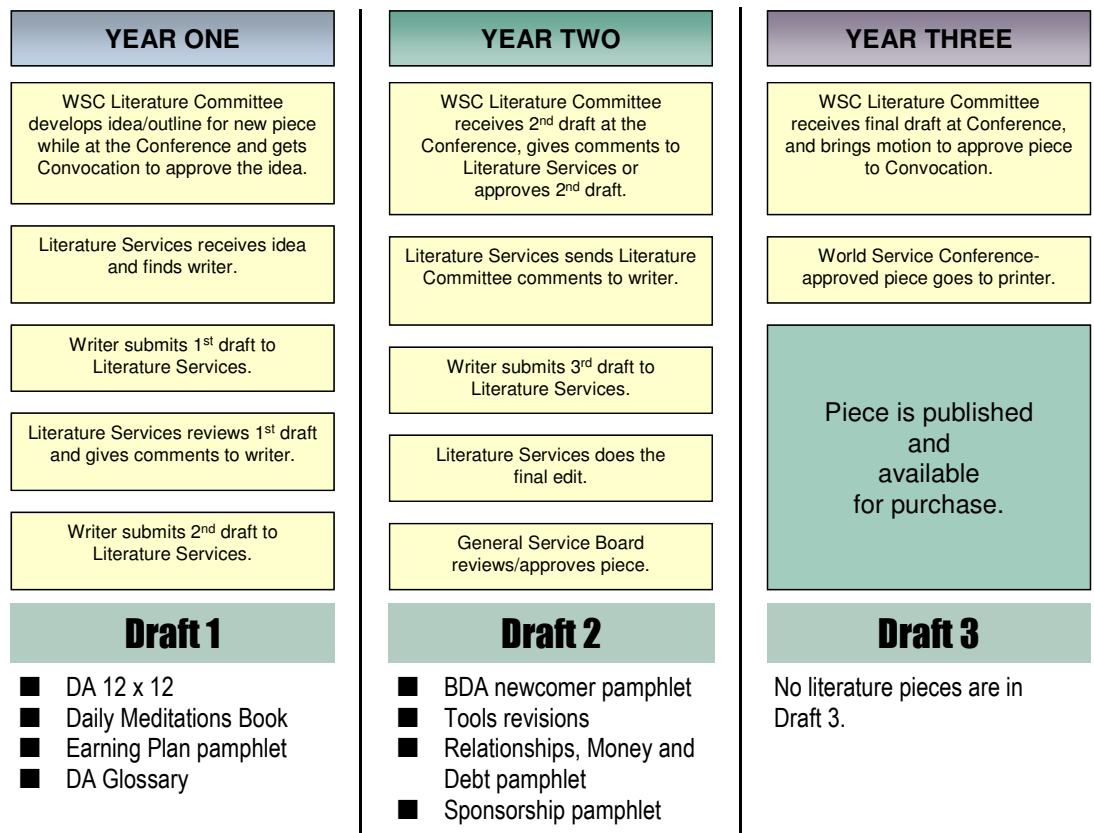 YEAR ONE
WSC Literature Committee
develops idea/outline for new piece
while at the Conference and gets
Convocation to approve the idea.
Literature Services receives idea
and finds writer.
Writer submits 1st draft to
Literature Services.
Literature Services reviews 1st draft
and gives comments to writer.
Writer submits 2nd draft to
Literature Services.
Draft 1
■ DA 12 x 12
■ Daily Meditations Book
■ Earning Plan pamphlet
■ DA Glossary
YEAR TWO
WSC Literature Committee
receives 2nd draft at the
Conference, gives comments to
Literature Services or
approves 2nd draft.
Literature Services sends Literature
Committee comments to writer.
Writer submits 3rd draft to
Literature Services.
Literature Services does the
final edit.
General Service Board
reviews/approves piece.
Draft 2
■ BDA newcomer pamphlet
■ Tools revisions
■ Relationships, Money and
Debt pamphlet
■ Sponsorship pamphlet
YEAR THREE
WSC Literature Committee
receives final draft at Conference,
and brings motion to approve piece
to Convocation.
World Service Conference-
approved piece goes to printer.
Piece is published
and
available
for purchase.
Draft 3
No literature pieces are in
Draft 3.